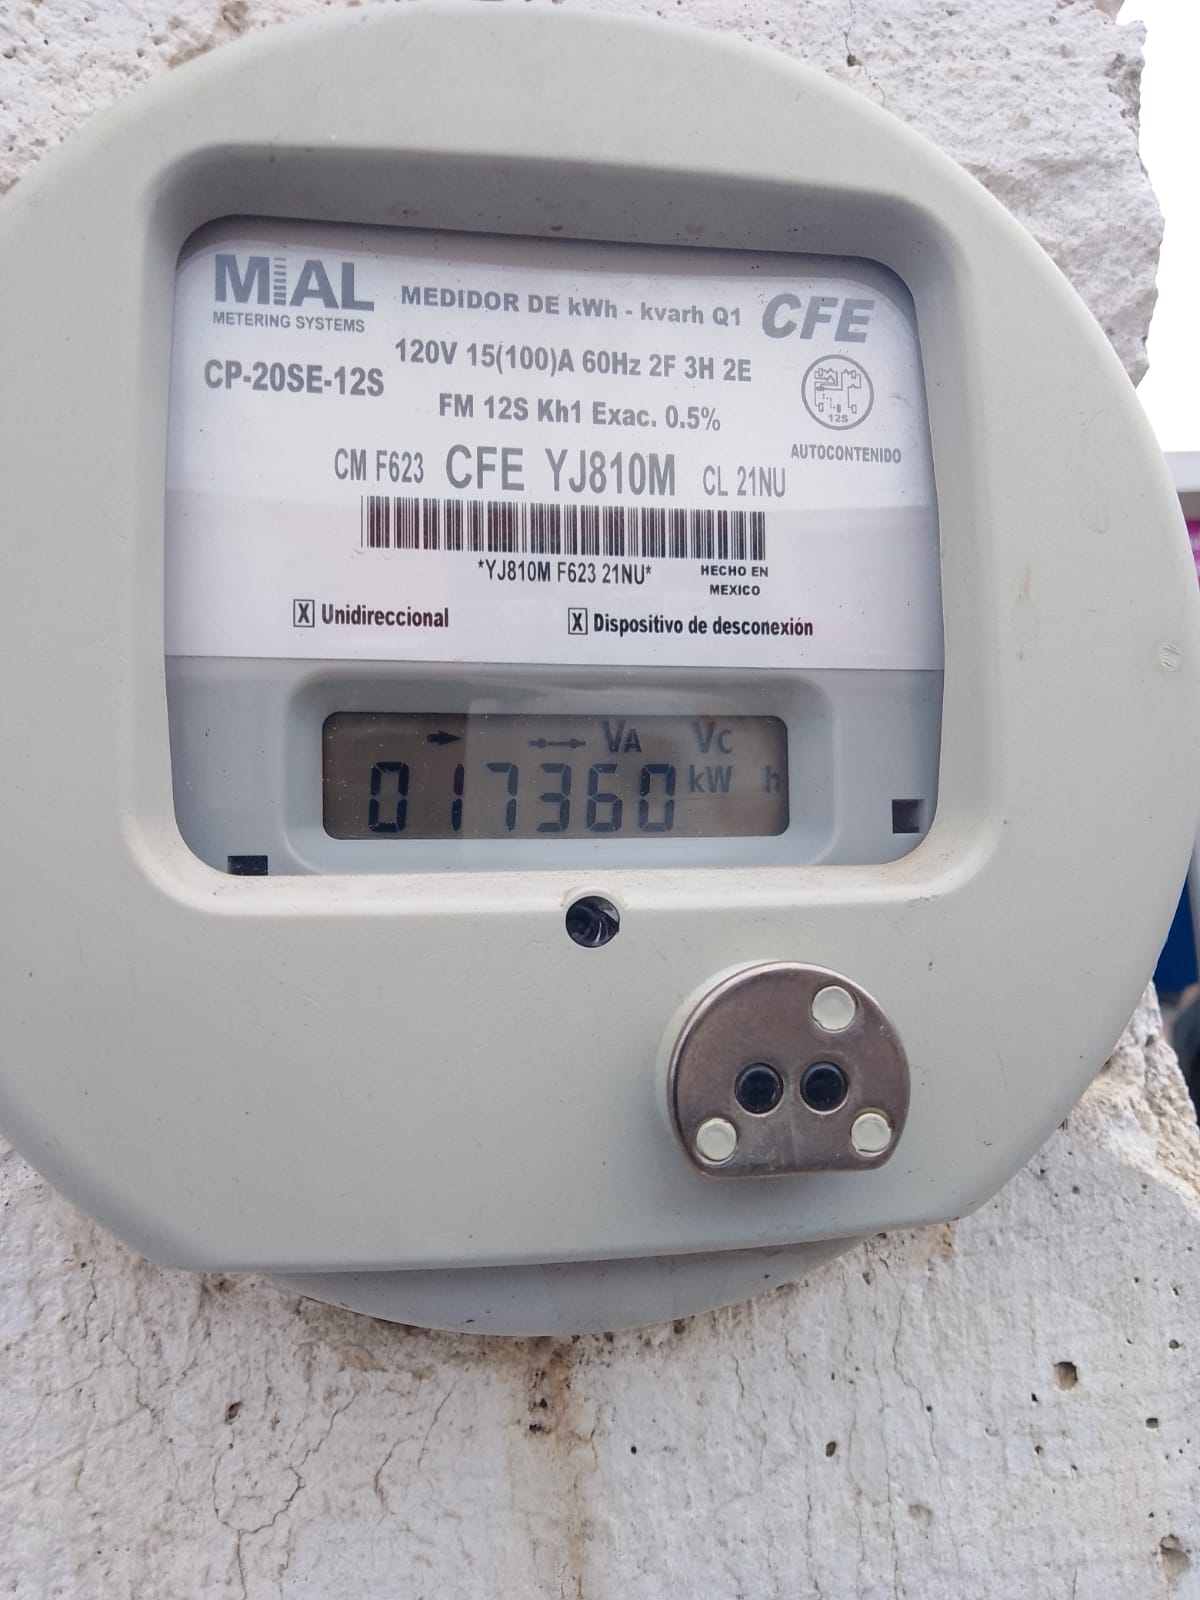 MIAL
METERING SYSTEMS
MEDIDOR DE kWh - kvarh Q1
CFE
CP-20SE-12S
120V 15(100)A 60Hz 2F 3H 2E
FM 12S Kh1 Exac. 0.5%
12S
AUTOCONTENIDO
CM F623 CFE YJ810M CL 21NU
*YJ810M F623 21NU*
HECHO EN
MEXICO
X Unidireccional
X Dispositivo de desconexión
VA VC
017360 kW h